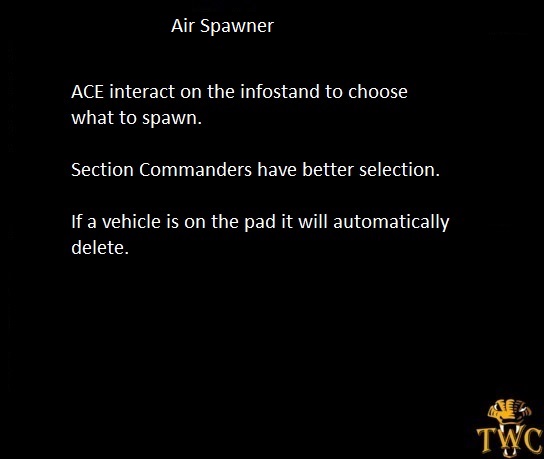 Air Spawner
ACE interact on the infostand to choose
what to spawn.
Section Commanders have better selection.
If a vehicle is on the pad it will automatically
delete.
TWC